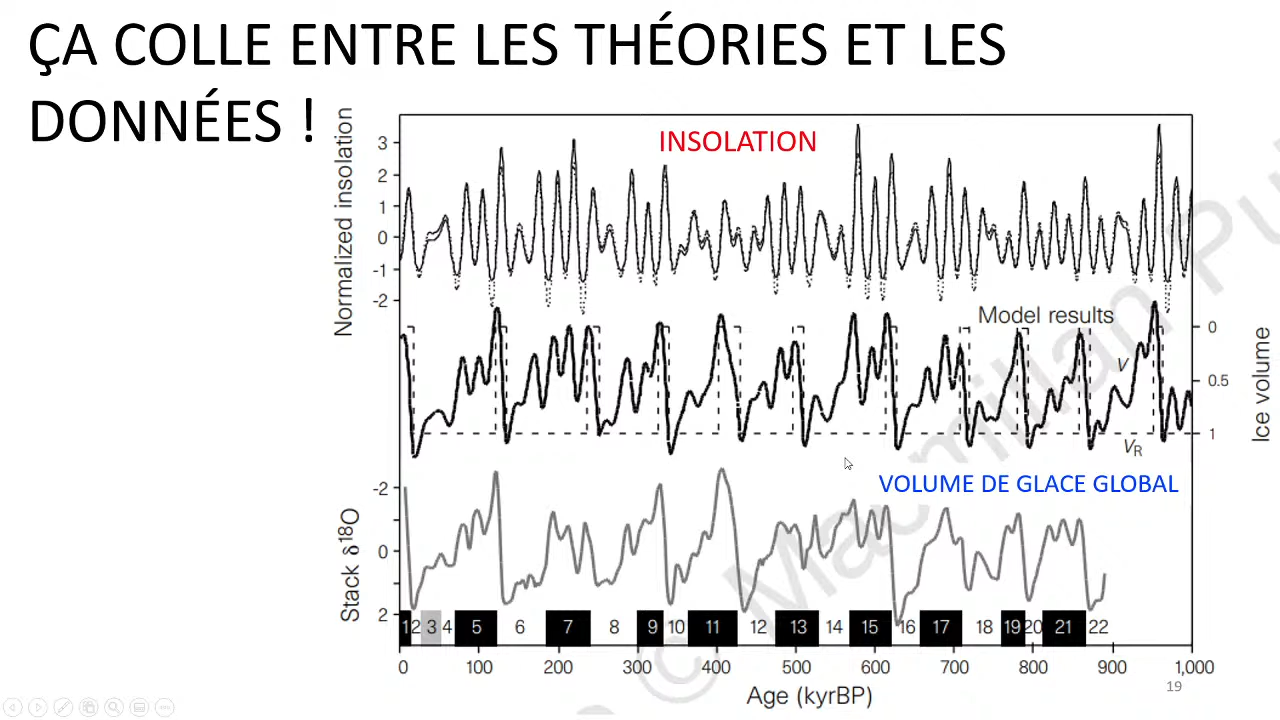 ÇA COLLE ENTRE LES THÉORIES ET LES
DONNÉES !
Normalized insolation
3
2
1
0
-1
-2
INSOLATION
Model results
0
0.5
1
Ice volume
V
VR
VOLUME DE GLACE GLOBAL
Stack δ18O
-2
0
2
1 2 3 4 5 6 7 8 9 10 11 12 13 14 15 16 17 18 19 20 21 22
0 100 200 300 400 500 600 700 800 900 1,000
Age (kyrBP)
19
© Macmillan Pu